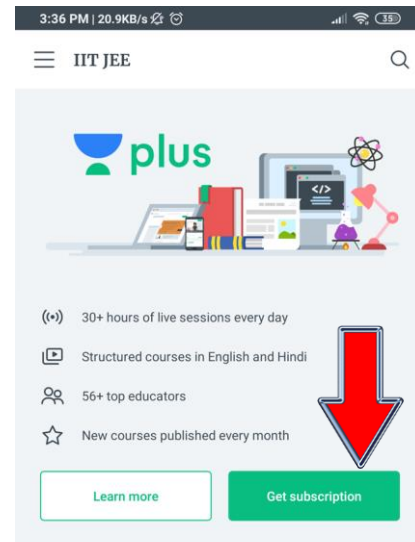 3:36 PM | 20.9KB/s 35
IIT JEE
plus
</>
30+ hours of live sessions every day
Structured courses in English and Hindi
56+ top educators
New courses published every month
Learn more Get subscription